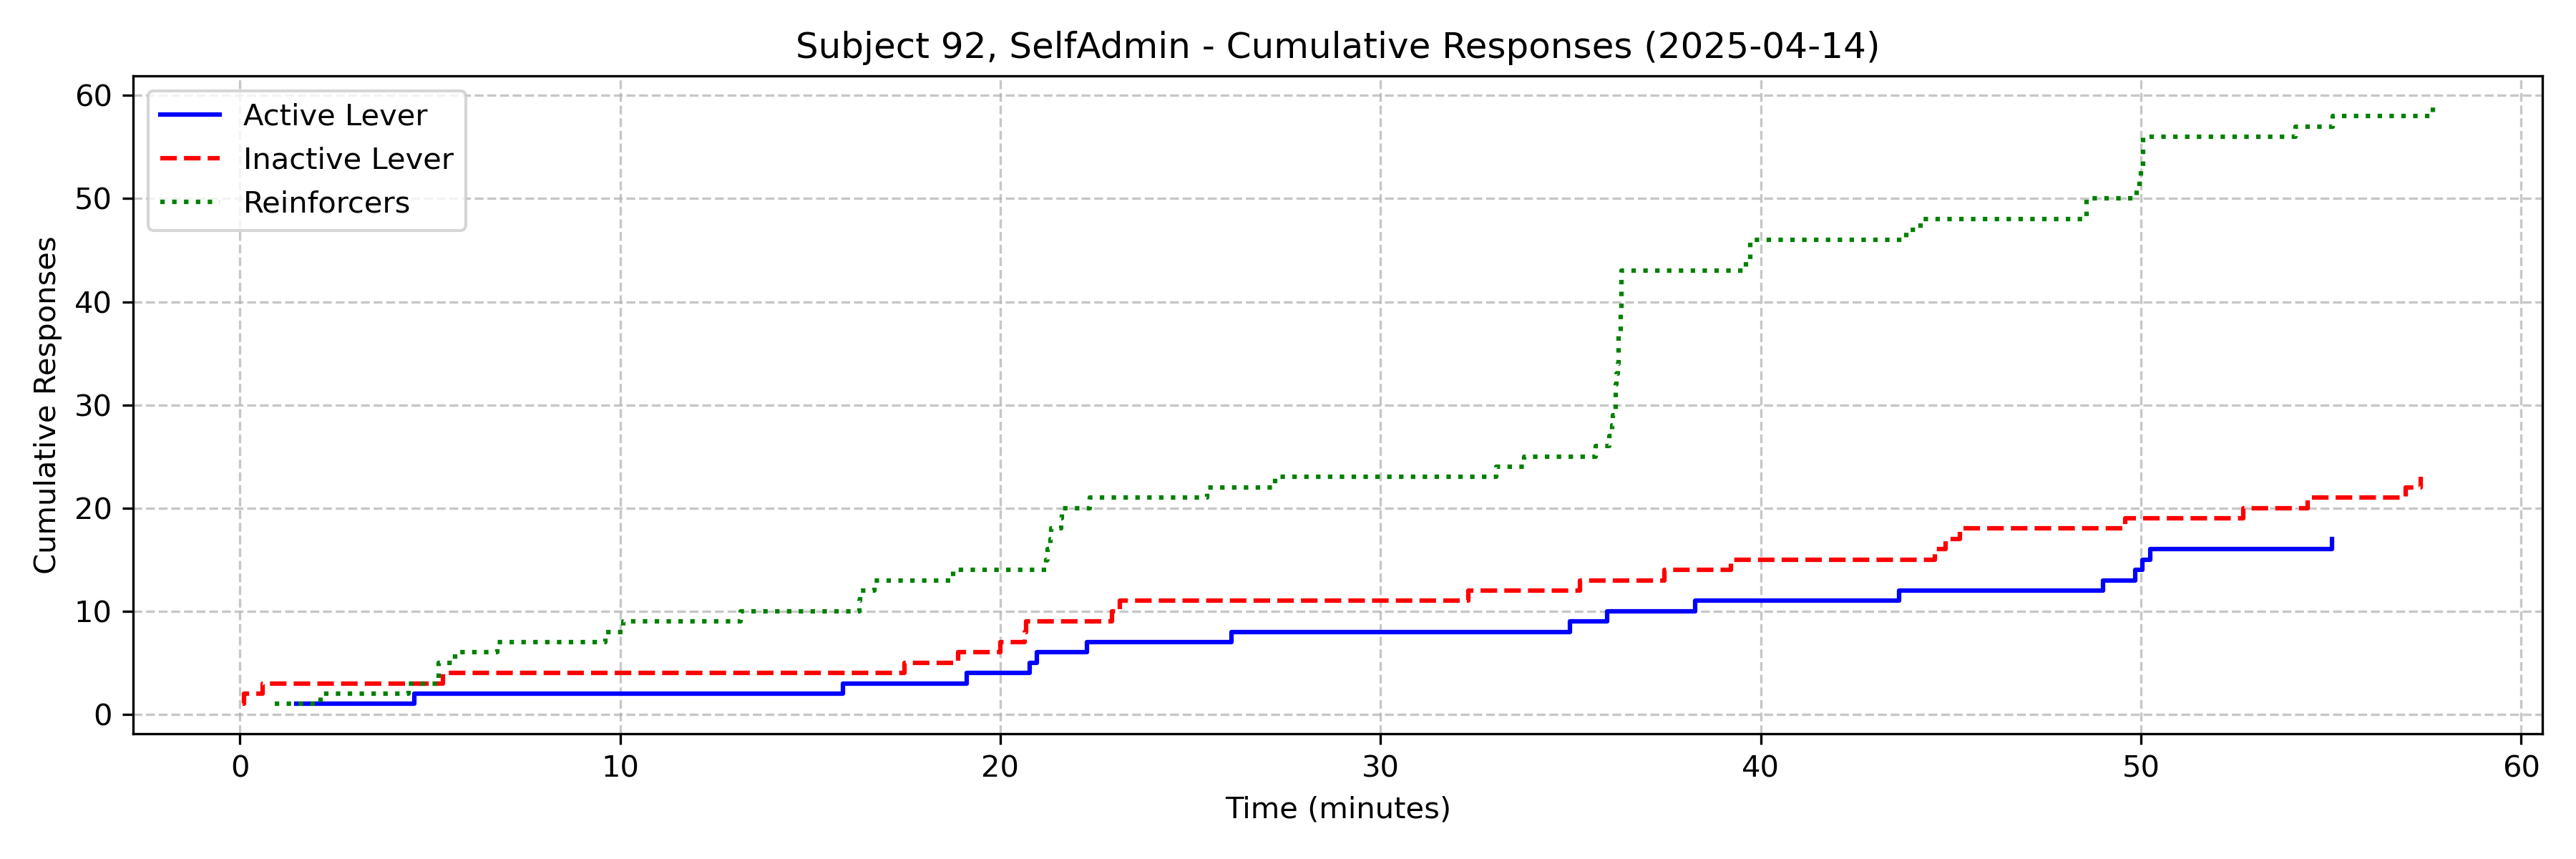 Subject 92, SelfAdmin - Cumulative Responses (2025-04-14)
Active Lever
Inactive Lever
Reinforcers
Cumulative Responses
60
50
40
30
20
10
0
0 10 20 30 40 50 60
Time (minutes)